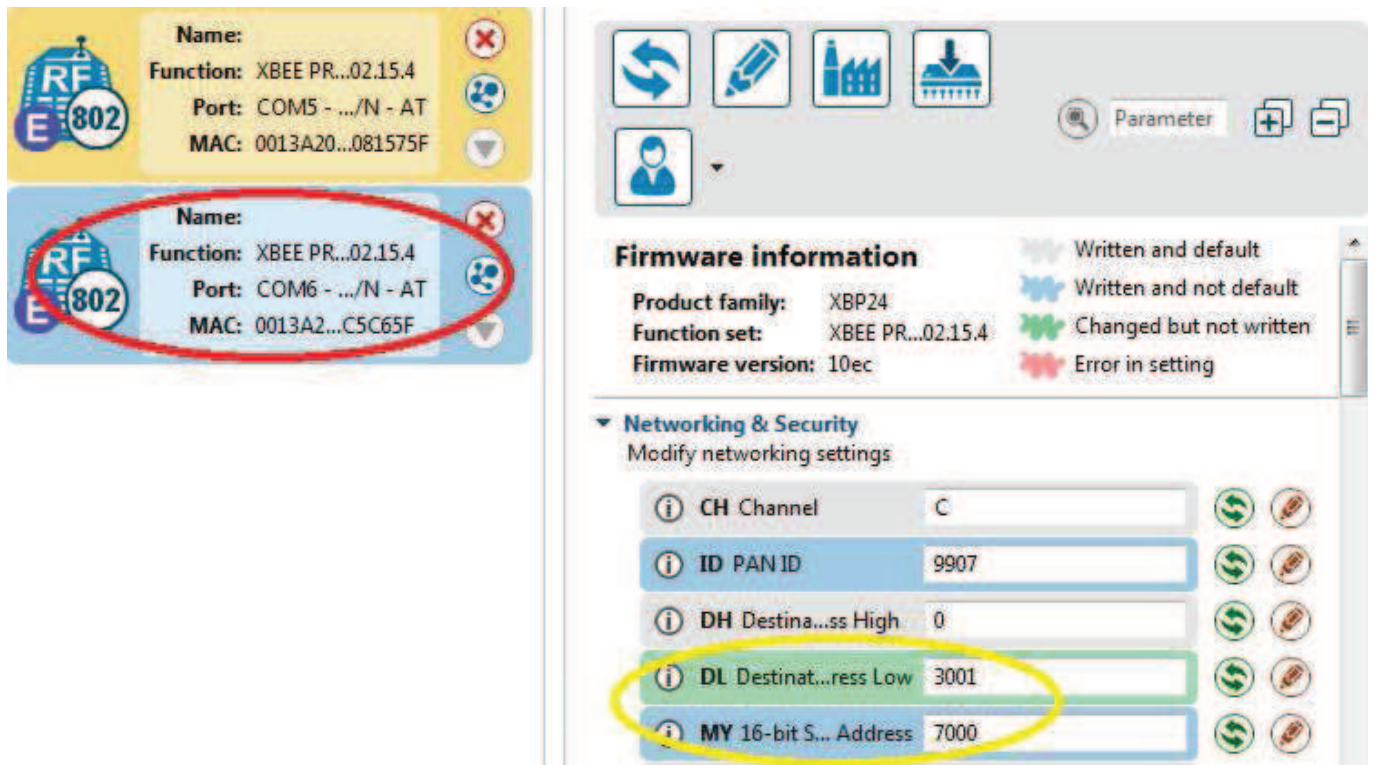 Name:
Function: XBEE PR...02.15.4
Port: COM5 - .../N - AT
MAC: 0013A20...081575F
RF
E
802
Name:
Function: XBEE PR...02.15.4
Port: COM6 - .../N - AT
MAC: 0013A2...C5C65F
RF
E
802
Parameter
Firmware information
Product family: XBP24
Function set: XBEE PR...02.15.4
Firmware version: 10ec
Written and default
Written and not default
Changed but not written
Error in setting
Networking & Security
Modify networking settings
i CH Channel C
i ID PAN ID 9907
i DH Destina...ss High 0
i DL Destinat...ress Low 3001
i MY 16-bit S... Address 7000